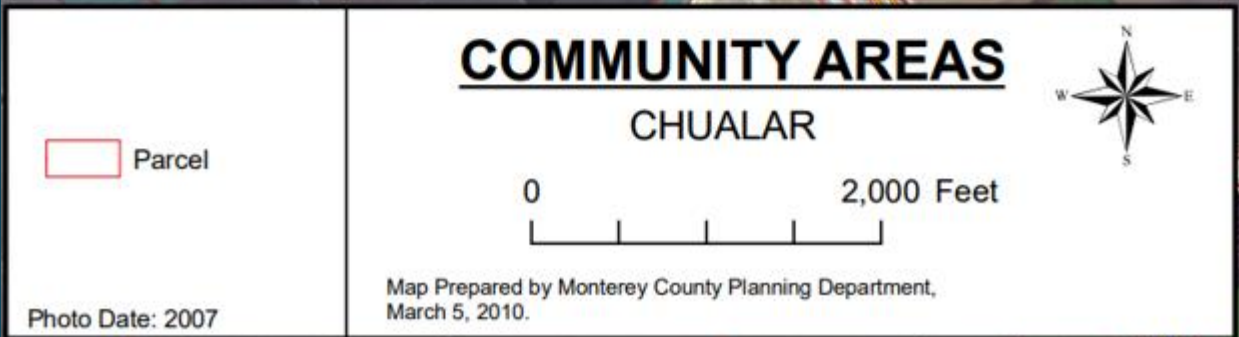 COMMUNITY AREAS
CHUALAR
N
W E
S
Parcel
0 2,000 Feet
Map Prepared by Monterey County Planning Department,
March 5, 2010.
Photo Date: 2007